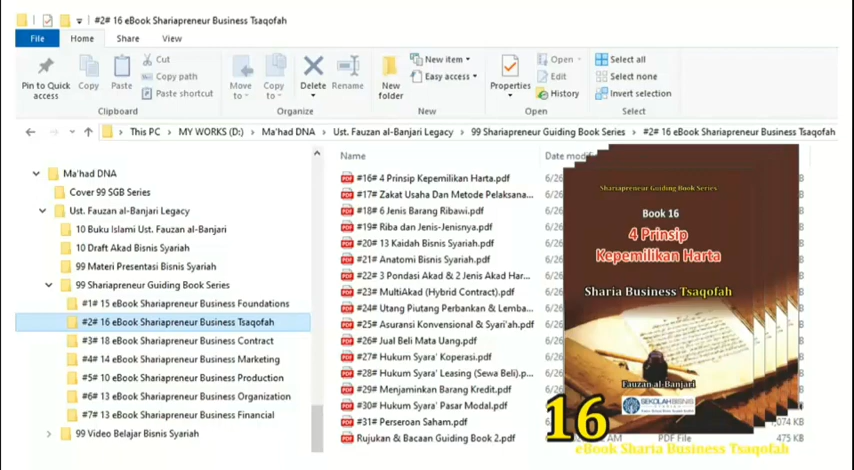 #2# 16 eBook Shariapreneur Business Tsaqofah
File Home Share View
Pin to Quick access
Copy
Paste
Cut
Copy path
Paste shortcut
Clipboard
Move to
Copy to
Delete
Rename
Organize
New folder
New item
Easy access
New
Properties
Open
Edit
History
Open
Select all
Select none
Invert selection
Select
This PC > MY WORKS (D:) > Ma'had DNA > Ust. Fauzan al-Banjari Legacy > 99 Shariapreneur Guiding Book Series > #2# 16 eBook Shariapreneur Business Tsaqofah
Ma'had DNA
Cover 99 SGB Series
Ust. Fauzan al-Banjari Legacy
10 Buku Islami Ust. Fauzan al-Banjari
10 Draft Akad Bisnis Syariah
99 Materi Presentasi Bisnis Syariah
99 Shariapreneur Guiding Book Series
#1# 15 eBook Shariapreneur Business Foundations
#2# 16 eBook Shariapreneur Business Tsaqofah
#3# 18 eBook Shariapreneur Business Contract
#4# 14 eBook Shariapreneur Business Marketing
#5# 10 eBook Shariapreneur Business Production
#6# 13 eBook Shariapreneur Business Organization
#7# 13 eBook Shariapreneur Business Financial
99 Video Belajar Bisnis Syariah
Name
#16# 4 Prinsip Kepemilikan Harta.pdf
#17# Zakat Usaha Dan Metode Pelaksana...
#18# 6 Jenis Barang Ribawi.pdf
#19# Riba dan Jenis-Jenisnya.pdf
#20# 13 Kaidah Bisnis Syariah.pdf
#21# Anatomi Bisnis Syariah.pdf
#22# 3 Pondasi Akad & 2 Jenis Akad Har...
#23# MultiAkad (Hybrid Contract).pdf
#24# Utang Piutang Perbankan & Lemba...
#25# Asuransi Konvensional & Syari'ah.pdf
#26# Jual Beli Mata Uang.pdf
#27# Hukum Syara' Koperasi.pdf
#28# Hukum Syara' Leasing (Sewa Beli).p...
#29# Menjaminkan Barang Kredit.pdf
#30# Hukum Syara' Pasar Modal.pdf
#31# Perseroan Saham.pdf
Rujukan & Bacaan Guiding Book 2.pdf
Date modif
Shariapreneur Guiding Book Series
Book 16
4 Prinsip
Kepemilikan Harta
Sharia Business Tsaqofah
Fauzan al-Banjari
SEKOLAH BISNIS
1,074 KB
PDF File 475 KB
16
eBook Sharia Business Tsaqofah